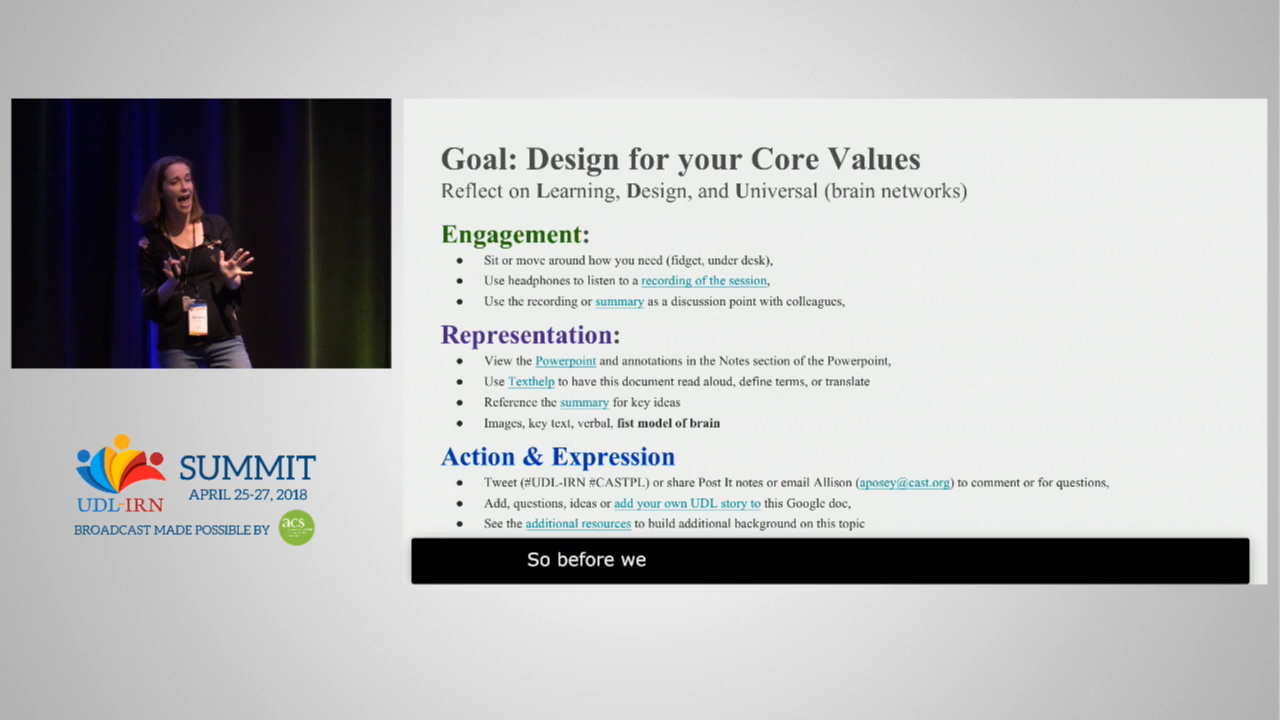 Goal: Design for your Core Values
Reflect on Learning, Design, and Universal (brain networks)
Engagement:
● Sit or move around how you need (fidget, under desk),
● Use headphones to listen to a recording of the session,
● Use the recording or summary as a discussion point with colleagues,
Representation:
● View the Powerpoint and annotations in the Notes section of the Powerpoint,
● Use Texthelp to have this document read aloud, define terms, or translate
● Reference the summary for key ideas
● Images, key text, verbal, fist model of brain
Action & Expression
● Tweet (#UDL-IRN #CASTPL) or share Post It notes or email Allison (aposey@cast.org) to comment or for questions,
● Add, questions, ideas or add your own UDL story to this Google doc,
● See the additional resources to build additional background on this topic
So before we
UDL-IRN
SUMMIT
APRIL 25-27, 2018
BROADCAST MADE POSSIBLE BY
acs